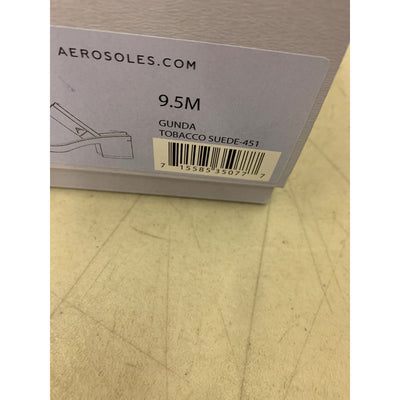 AEROSOLES.COM
9.5M
GUNDA
TOBACCO SUEDE-451
7 15585 35077 7